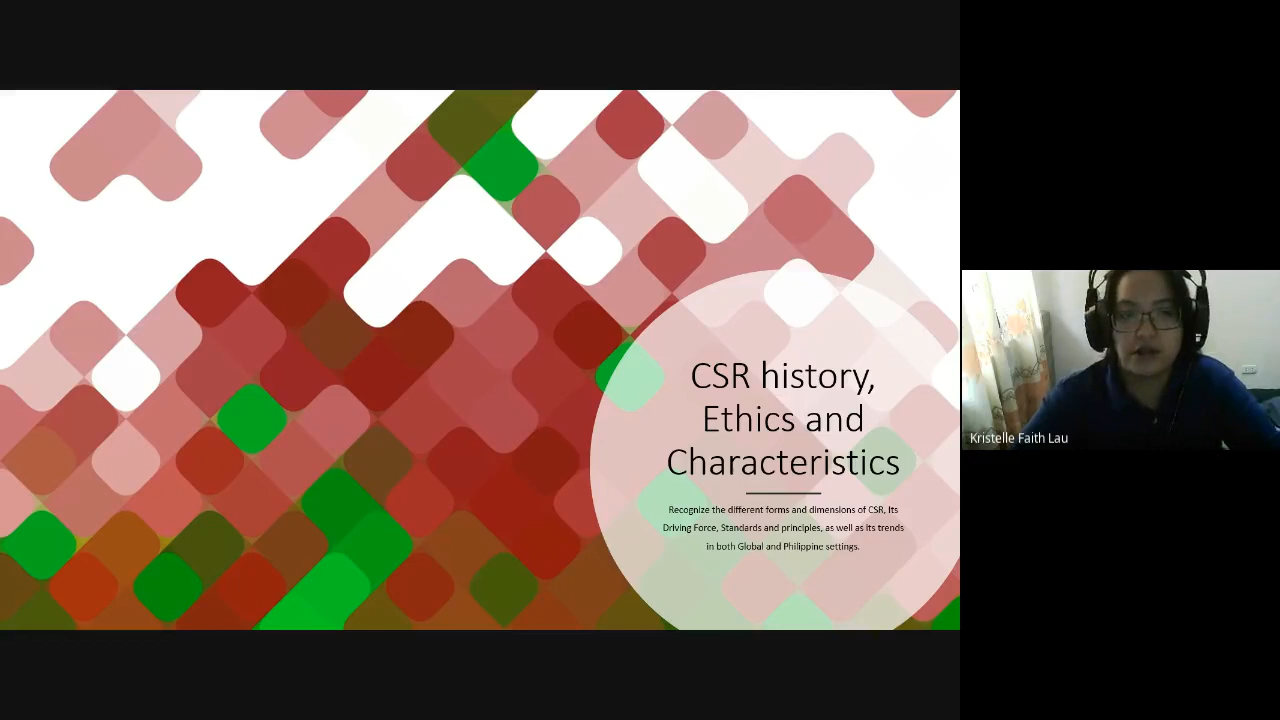 CSR history,
Ethics and
Characteristics
Recognize the different forms and dimensions of CSR, Its
Driving Force, Standards and principles, as well as its trends
in both Global and Philippine settings.
Kristelle Faith Lau